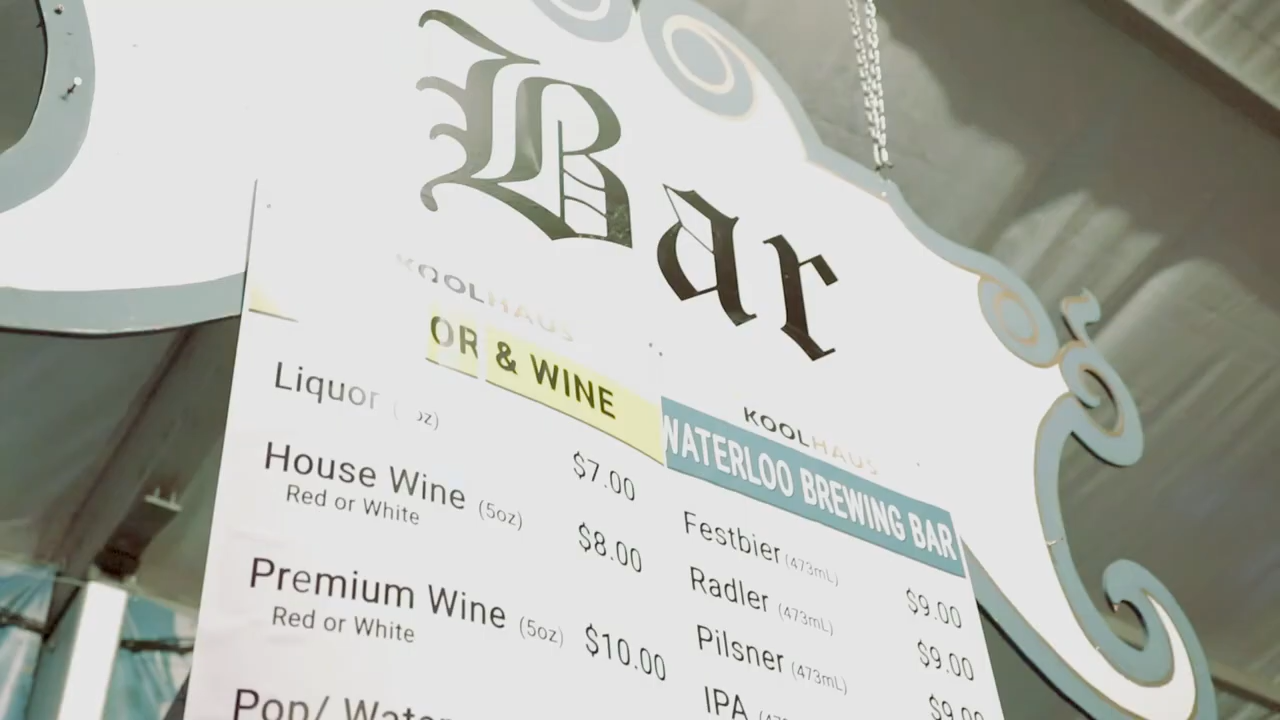 Bar
KOOLHAUS
OR & WINE
Liquor ( oz) $7.00
House Wine (5oz) $8.00
Red or White
Premium Wine (5oz) $10.00
Red or White
Pop/
KOOLHAUS
WATERLOO BREWING BAR
Festbier (473mL) $9.00
Radler (473mL) $9.00
Pilsner (473mL) $9.00
IPA